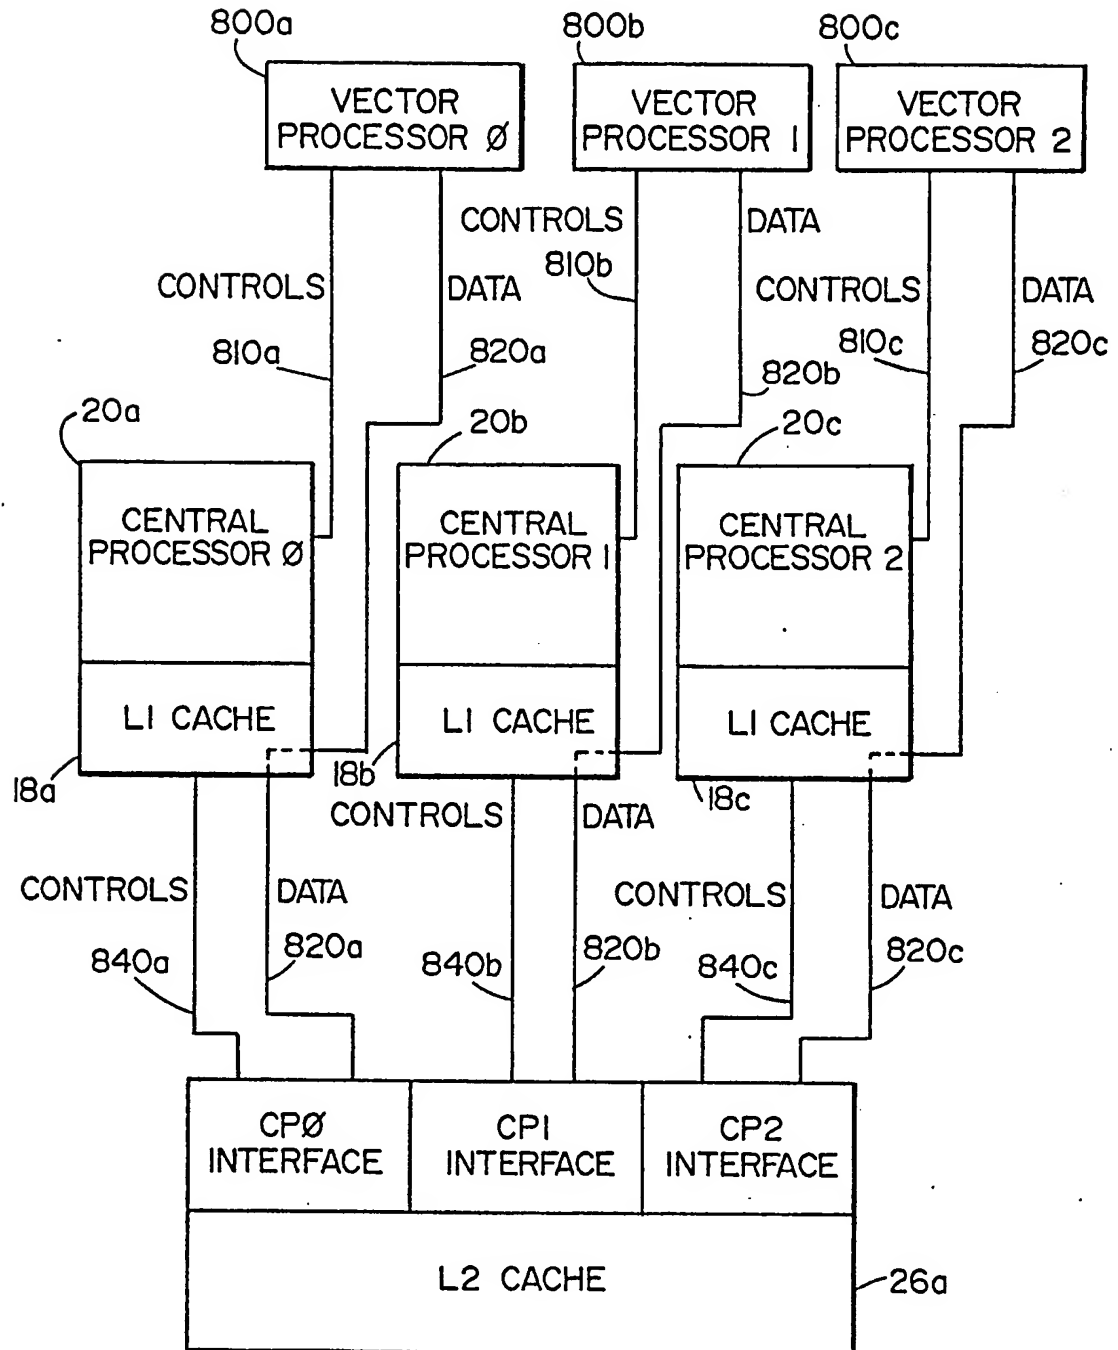 800a
800b
800c
VECTOR
PROCESSOR Ø
VECTOR
PROCESSOR 1
VECTOR
PROCESSOR 2
CONTROLS
DATA
810b
CONTROLS
DATA
CONTROLS
DATA
810a
820a
820b
810c
820c
20a
20b
20c
CENTRAL
PROCESSOR Ø
CENTRAL
PROCESSOR 1
CENTRAL
PROCESSOR 2
L1 CACHE
L1 CACHE
L1 CACHE
18a
18b
18c
CONTROLS
DATA
CONTROLS
DATA
CONTROLS
DATA
840a
820a
840b
820b
840c
820c
CPØ
INTERFACE
CP1
INTERFACE
CP2
INTERFACE
L2 CACHE
26a